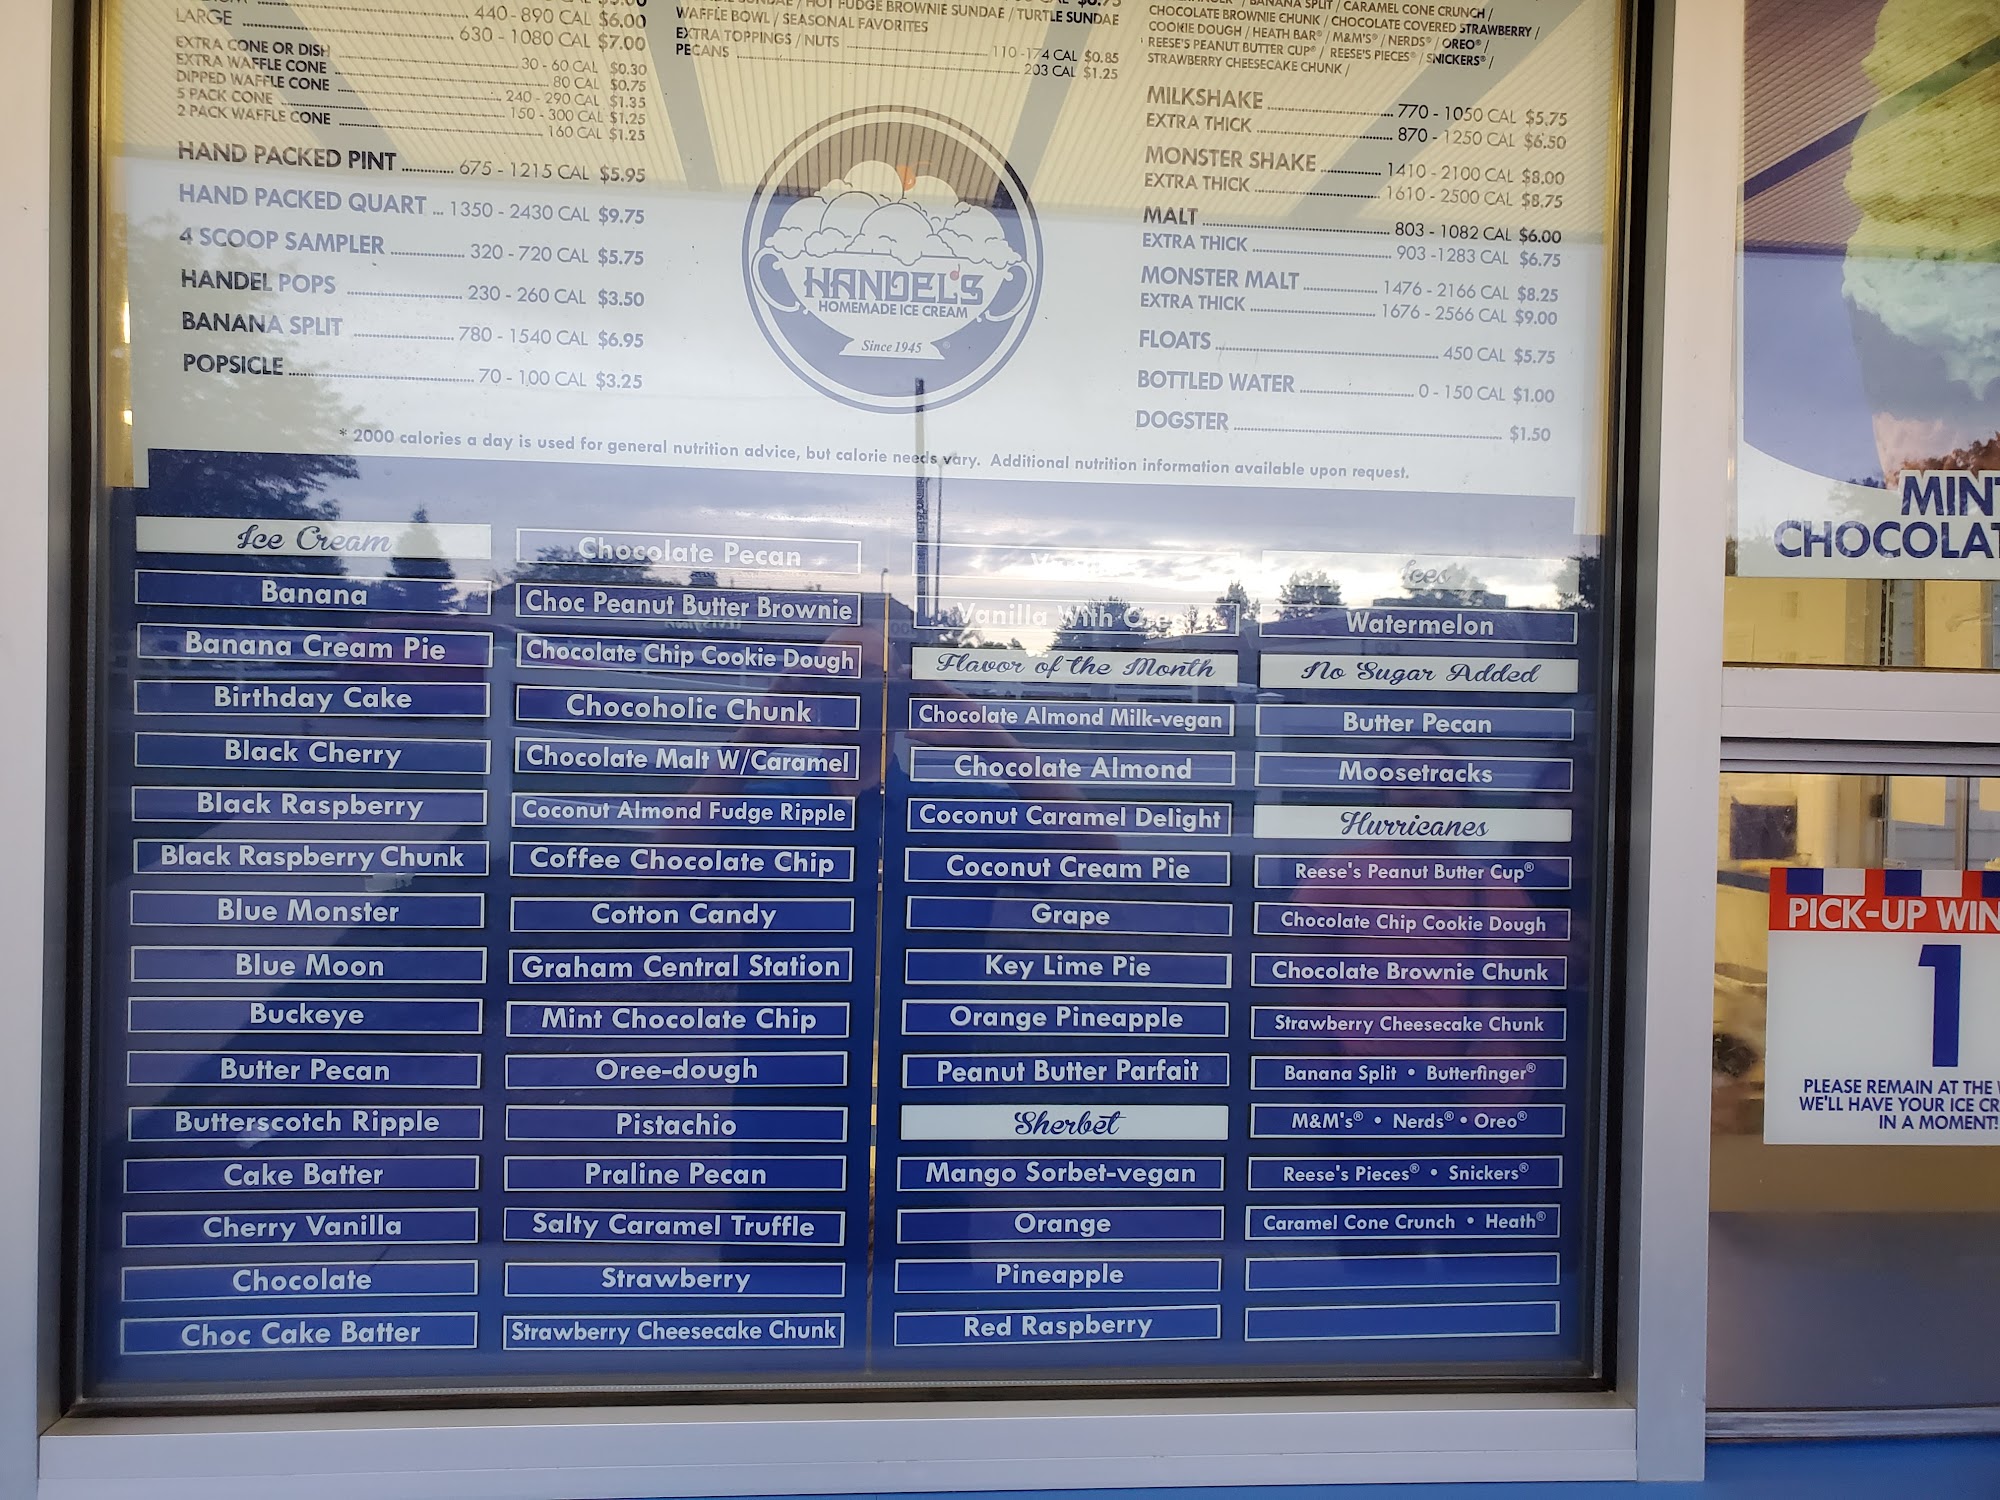 LARGE 440 - 890 CAL $6.00
630 - 1080 CAL $7.00
EXTRA CONE OR DISH 30 - 60 CAL $0.30
EXTRA WAFFLE CONE 80 CAL $0.75
DIPPED WAFFLE CONE 240 - 290 CAL $1.35
5 PACK CONE 150 - 300 CAL $1.25
2 PACK WAFFLE CONE 160 CAL $1.25
HAND PACKED PINT 675 - 1215 CAL $5.95
HAND PACKED QUART ... 1350 - 2430 CAL $9.75
4 SCOOP SAMPLER 320 - 720 CAL $5.75
HANDEL POPS 230 - 260 CAL $3.50
BANANA SPLIT 780 - 1540 CAL $6.95
POPSICLE 70 - 100 CAL $3.25
/ HOT FUDGE BROWNIE SUNDAE / TURTLE SUNDAE
WAFFLE BOWL / SEASONAL FAVORITES
EXTRA TOPPINGS / NUTS 110 -174 CAL $0.85
PECANS 203 CAL $1.25
HANDEL'S
HOMEMADE ICE CREAM
Since 1945
/ BANANA SPLIT / CARAMEL CONE CRUNCH /
CHOCOLATE BROWNIE CHUNK / CHOCOLATE COVERED STRAWBERRY /
COOKIE DOUGH / HEATH BAR® / M&M'S® / NERDS® / OREO® /
REESE'S PEANUT BUTTER CUP® / REESE'S PIECES® / SNICKERS® /
STRAWBERRY CHEESECAKE CHUNK /
MILKSHAKE 770 - 1050 CAL $5.75
EXTRA THICK 870 - 1250 CAL $6.50
MONSTER SHAKE 1410 - 2100 CAL $8.00
EXTRA THICK 1610 - 2500 CAL $8.75
MALT 803 - 1082 CAL $6.00
EXTRA THICK 903 -1283 CAL $6.75
MONSTER MALT 1476 - 2166 CAL $8.25
EXTRA THICK 1676 - 2566 CAL $9.00
FLOATS 450 CAL $5.75
BOTTLED WATER 0 - 150 CAL $1.00
DOGSTER $1.50
* 2000 calories a day is used for general nutrition advice, but calorie needs vary. Additional nutrition information available upon request.
Ice Cream
Banana
Banana Cream Pie
Birthday Cake
Black Cherry
Black Raspberry
Black Raspberry Chunk
Blue Monster
Blue Moon
Buckeye
Butter Pecan
Butterscotch Ripple
Cake Batter
Cherry Vanilla
Chocolate
Choc Cake Batter
Chocolate Pecan
Choc Peanut Butter Brownie
Chocolate Chip Cookie Dough
Chocoholic Chunk
Chocolate Malt W/Caramel
Coconut Almond Fudge Ripple
Coffee Chocolate Chip
Cotton Candy
Graham Central Station
Mint Chocolate Chip
Oree-dough
Pistachio
Praline Pecan
Salty Caramel Truffle
Strawberry
Strawberry Cheesecake Chunk
Vanilla With
Flavor of the Month
Chocolate Almond Milk-vegan
Chocolate Almond
Coconut Caramel Delight
Coconut Cream Pie
Grape
Key Lime Pie
Orange Pineapple
Peanut Butter Parfait
Sherbet
Mango Sorbet-vegan
Orange
Pineapple
Red Raspberry
Ices
Watermelon
No Sugar Added
Butter Pecan
Moosetracks
Hurricanes
Reese's Peanut Butter Cup®
Chocolate Chip Cookie Dough
Chocolate Brownie Chunk
Strawberry Cheesecake Chunk
Banana Split • Butterfinger®
M&M's® • Nerds® • Oreo®
Reese's Pieces® • Snickers®
Caramel Cone Crunch • Heath®
MINT
CHOCOLAT
PICK-UP WIN
1
PLEASE REMAIN AT THE
WE'LL HAVE YOUR ICE CR
IN A MOMENT!